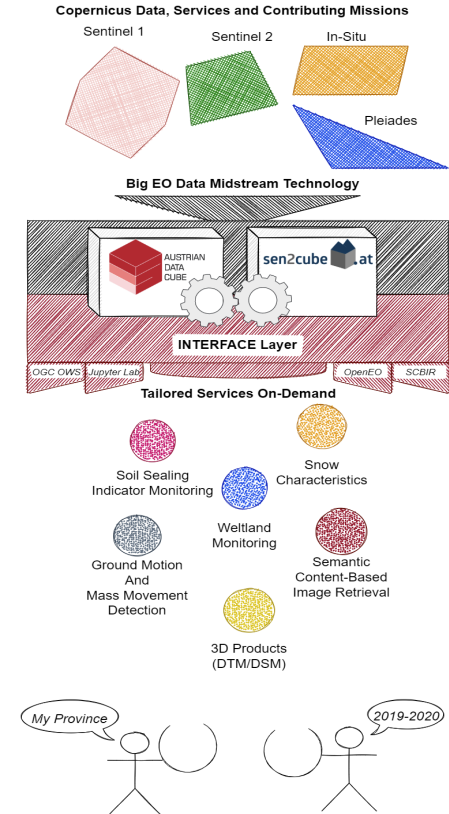 Copernicus Data, Services and Contributing Missions
Sentinel 1
Sentinel 2
In-Situ
Pleiades
Big EO Data Midstream Technology
AUSTRIAN
DATA
CUBE
sen2cube.at
INTERFACE Layer
OGC OWS
Jupyter Lab
OpenEO
SCBIR
Tailored Services On-Demand
Soil Sealing
Indicator Monitoring
Snow
Characteristics
Weltland
Monitoring
Ground Motion
And
Mass Movement
Detection
Semantic
Content-Based
Image Retrieval
3D Products
(DTM/DSM)
My Province
2019-2020